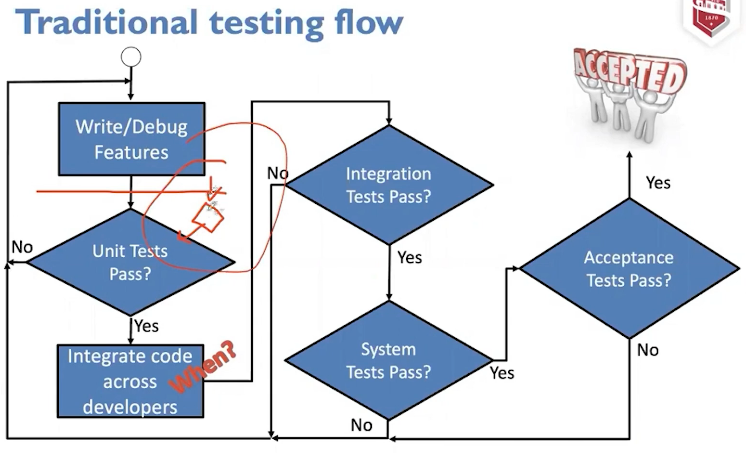 Traditional testing flow
1870
ACCEPTED
Write/Debug
Features
No
Integration
Tests Pass?
Yes
Unit Tests
Pass?
No
Acceptance
Tests Pass?
Yes
Yes
No
Integrate code
across
developers
When?
System
Tests Pass?
Yes
No